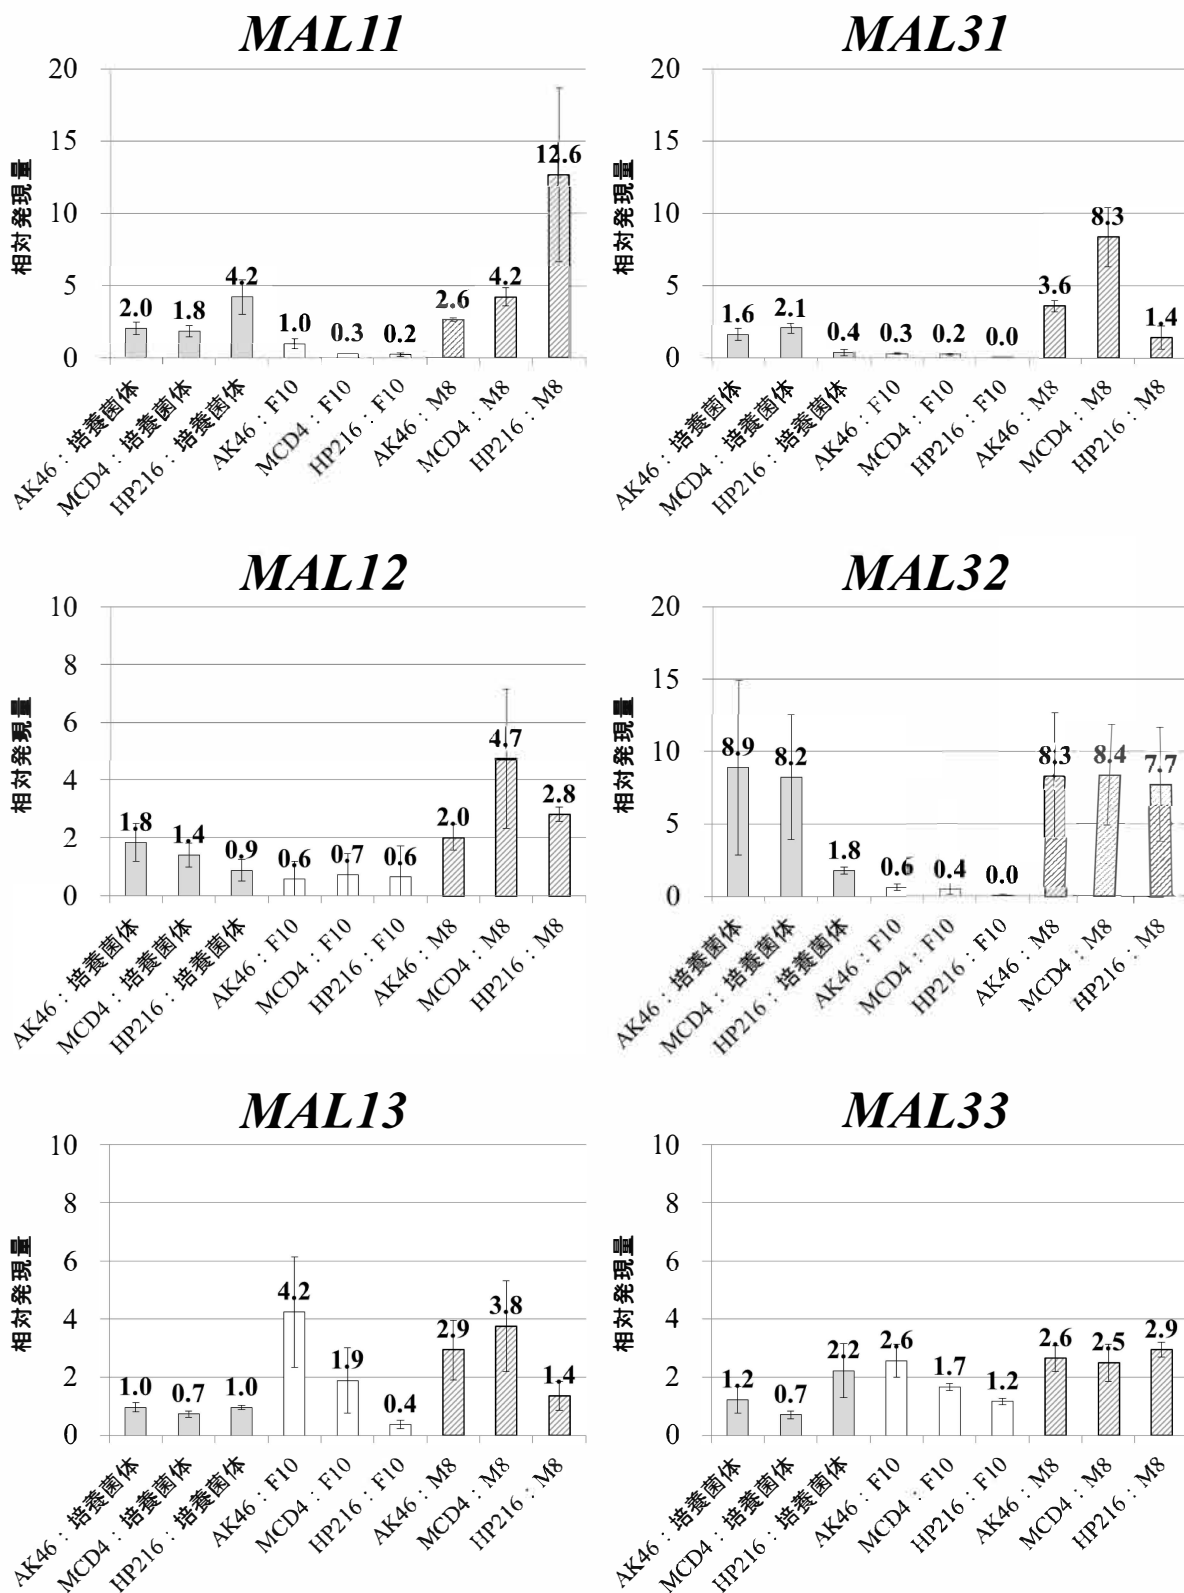 MAL11
20
15
10
5
0
相対発現量
2.0
1.8
4.2
1.0
0.3
0.2
2.6
4.2
12.6
AK46：培養菌体
MCD4：培養菌体
HP216：培養菌体
AK46：F10
MCD4：F10
HP216：F10
AK46：M8
MCD4：M8
HP216：M8
MAL31
20
15
10
5
0
相対発現量
1.6
2.1
0.4
0.3
0.2
0.0
3.6
8.3
1.4
AK46：培養菌体
MCD4：培養菌体
HP216：培養菌体
AK46：F10
MCD4：F10
HP216：F10
AK46：M8
MCD4：M8
HP216：M8
MAL12
10
8
6
4
2
0
相対発現量
1.8
1.4
0.9
0.6
0.7
0.6
2.0
4.7
2.8
AK46：培養菌体
MCD4：培養菌体
HP216：培養菌体
AK46：F10
MCD4：F10
HP216：F10
AK46：M8
MCD4：M8
HP216：M8
MAL32
20
15
10
5
0
相対発現量
8.9
8.2
1.8
0.6
0.4
0.0
8.3
8.4
7.7
AK46：培養菌体
MCD4：培養菌体
HP216：培養菌体
AK46：F10
MCD4：F10
HP216：F10
AK46：M8
MCD4：M8
HP216：M8
MAL13
10
8
6
4
2
0
相対発現量
1.0
0.7
1.0
4.2
1.9
0.4
2.9
3.8
1.4
AK46：培養菌体
MCD4：培養菌体
HP216：培養菌体
AK46：F10
MCD4：F10
HP216：F10
AK46：M8
MCD4：M8
HP216：M8
MAL33
10
8
6
4
2
0
相対発現量
1.2
0.7
2.2
2.6
1.7
1.2
2.6
2.5
2.9
AK46：培養菌体
MCD4：培養菌体
HP216：培養菌体
AK46：F10
MCD4：F10
HP216：F10
AK46：M8
MCD4：M8
HP216：M8